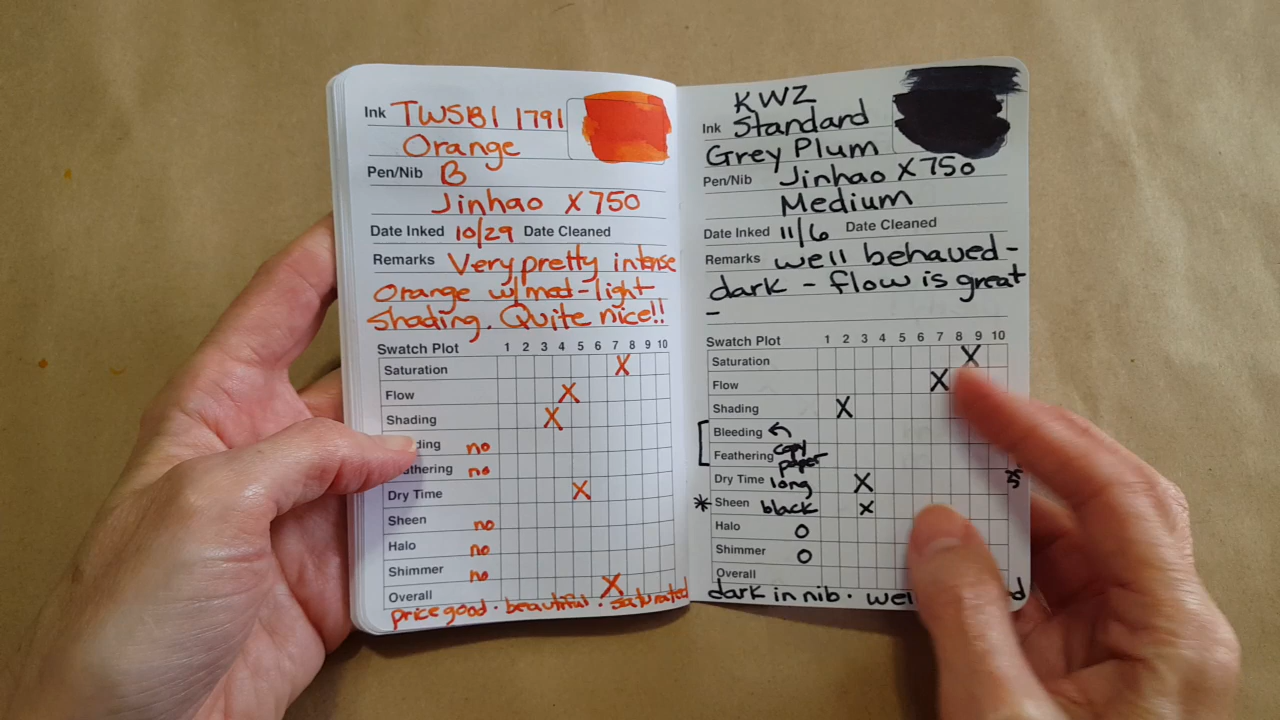 Ink TWSBI 1791
Orange
Pen/Nib B
Jinhao X750
Date Inked 10/29 Date Cleaned
Remarks Very pretty intense
Orange w/med-light
Shading. Quite nice!!
Swatch Plot 1 2 3 4 5 6 7 8 9 10
Saturation X
Flow X
Shading X
ding no
thering no
Dry Time X
Sheen no
Halo no
Shimmer no
Overall X
price good · beautiful · saturated
KWZ
Ink Standard
Grey Plum
Pen/Nib Jinhao X750
Medium
Date Inked 11/6 Date Cleaned
Remarks well behaved -
dark - flow is great
-
Swatch Plot 1 2 3 4 5 6 7 8 9 10
Saturation X
Flow X
Shading X
Bleeding
Feathering copy
paper
Dry Time long X
* Sheen black X
Halo O
Shimmer O
Overall
dark in nib ·